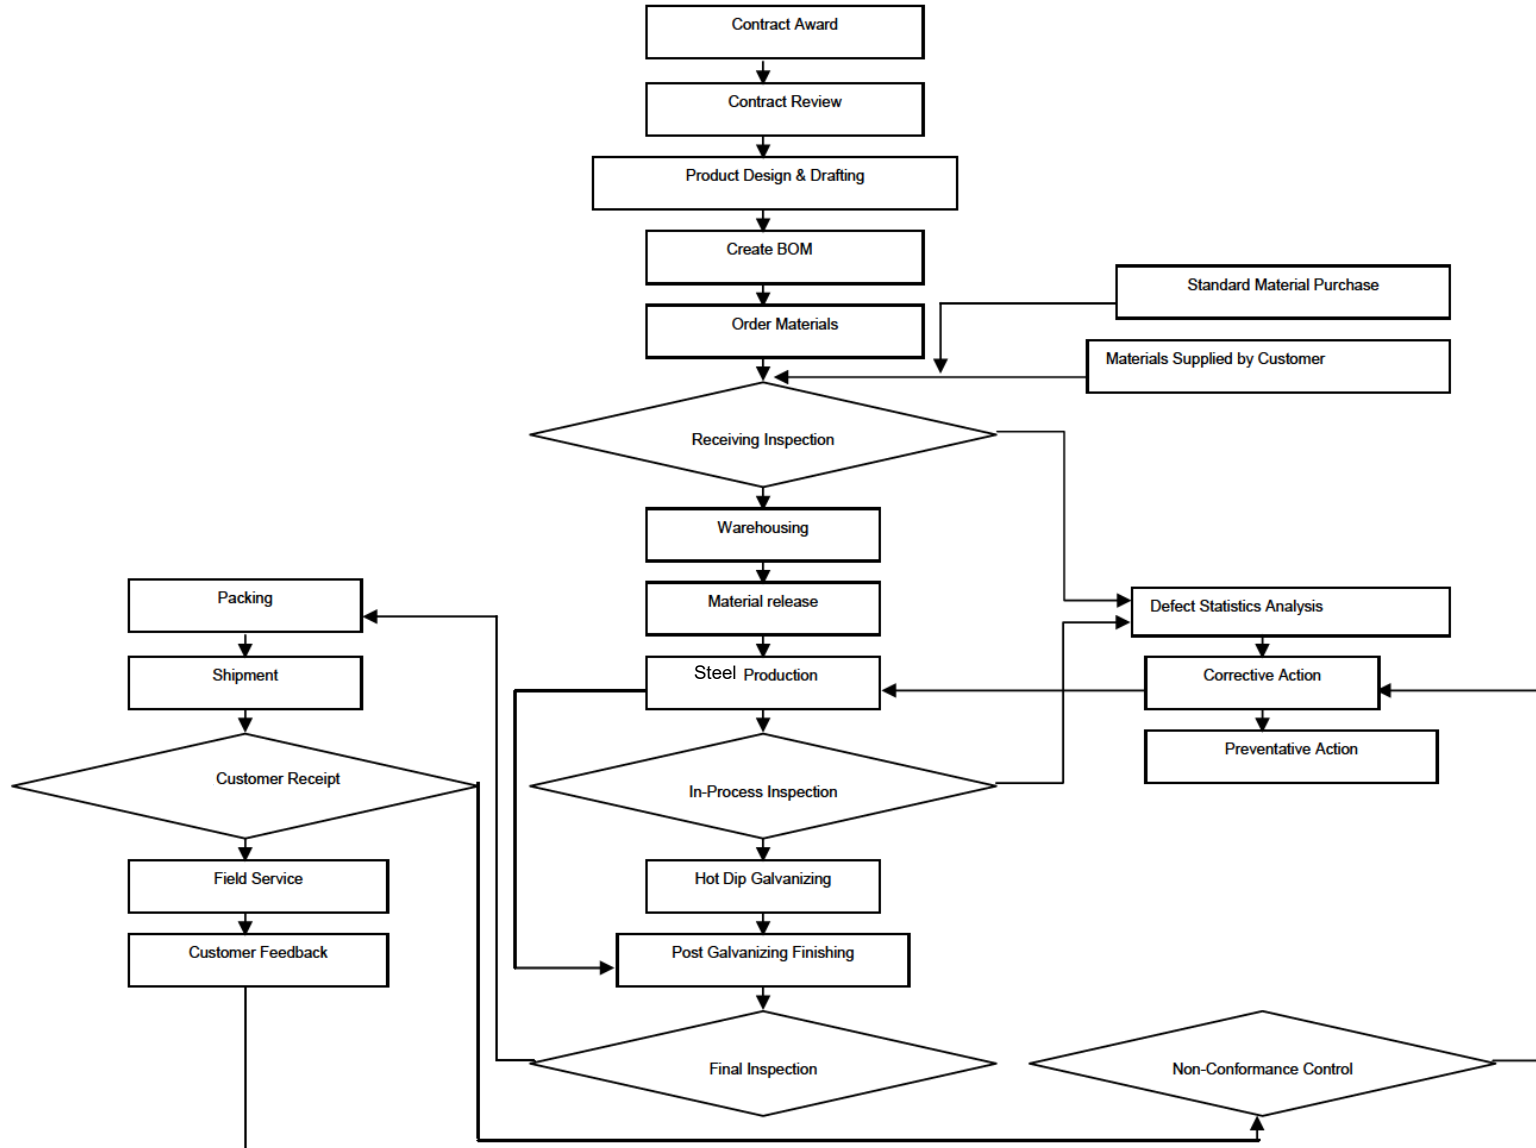 Contract Award
Contract Review
Product Design & Drafting
Create BOM
Standard Material Purchase
Order Materials
Materials Supplied by Customer
Receiving Inspection
Warehousing
Packing
Material release
Defect Statistics Analysis
Shipment
Steel Production
Corrective Action
Preventative Action
Customer Receipt
In-Process Inspection
Field Service
Hot Dip Galvanizing
Customer Feedback
Post Galvanizing Finishing
Final Inspection
Non-Conformance Control